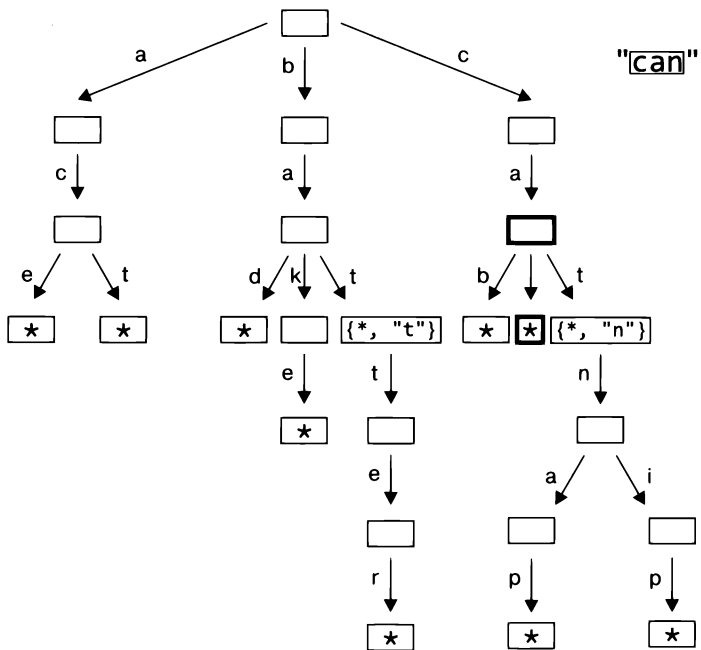 a b c "can"
c a a
e t d k t b t
* * * {*, "t"} * * {*, "n"}
e t n
*
e a i
r p p
* * *